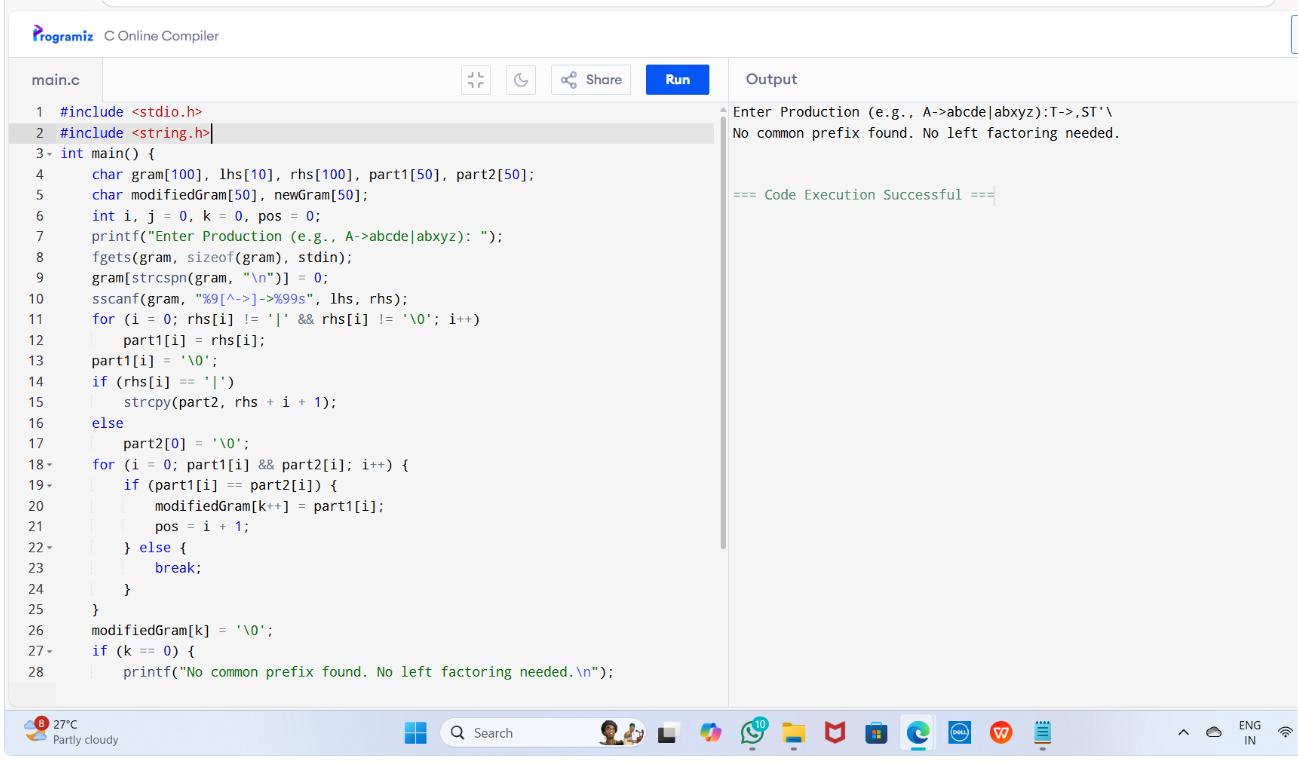 Programiz C Online Compiler
main.c
Share
Run
Output
1 #include <stdio.h>
2 #include <string.h>
3 int main() {
4 char gram[100], lhs[10], rhs[100], part1[50], part2[50];
5 char modifiedGram[50], newGram[50];
6 int i, j = 0, k = 0, pos = 0;
7 printf("Enter Production (e.g., A->abcde|abxyz): ");
8 fgets(gram, sizeof(gram), stdin);
9 gram[strcspn(gram, "\n")] = 0;
10 sscanf(gram, "%9[^->]->%99s", lhs, rhs);
11 for (i = 0; rhs[i] != '|' && rhs[i] != '\0'; i++)
12 part1[i] = rhs[i];
13 part1[i] = '\0';
14 if (rhs[i] == '|')
15 strcpy(part2, rhs + i + 1);
16 else
17 part2[0] = '\0';
18 for (i = 0; part1[i] && part2[i]; i++) {
19 if (part1[i] == part2[i]) {
20 modifiedGram[k++] = part1[i];
21 pos = i + 1;
22 } else {
23 break;
24 }
25 }
26 modifiedGram[k] = '\0';
27 if (k == 0) {
28 printf("No common prefix found. No left factoring needed.\n");
Enter Production (e.g., A->abcde|abxyz):T->,ST'\
No common prefix found. No left factoring needed.
=== Code Execution Successful ===
8
27°C
Partly cloudy
Search
10
DELL
W
ENG
IN